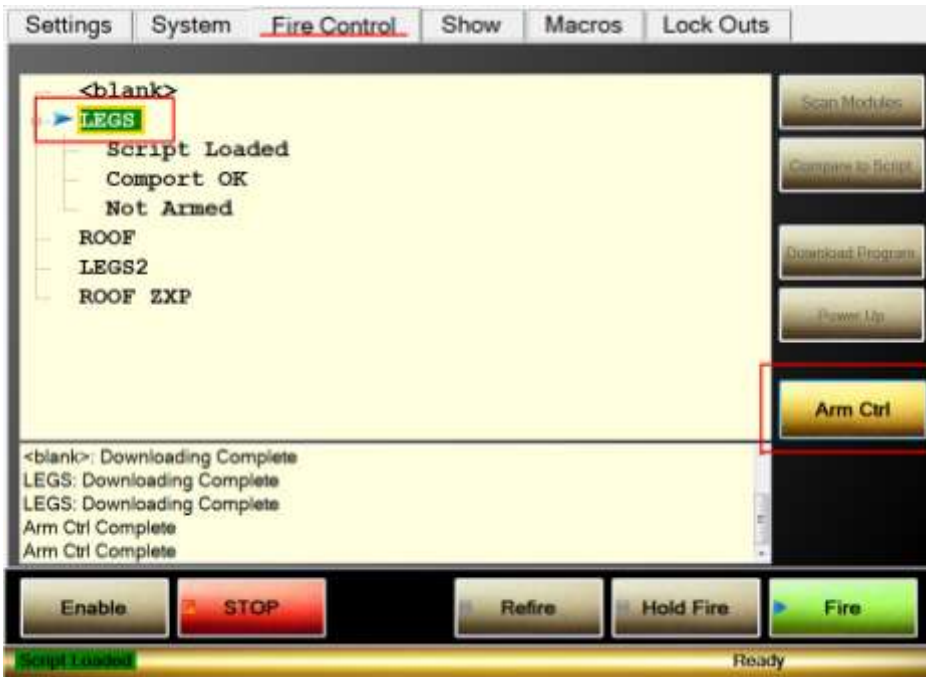 Settings System Fire Control Show Macros Lock Outs
<blank>
LEGS
Script Loaded
Comport OK
Not Armed
ROOF
LEGS2
ROOF ZXP
Scan Modules
Compare to Script
Download Program
Power Up
Arm Ctrl
<blank>: Downloading Complete
LEGS: Downloading Complete
LEGS: Downloading Complete
Arm Ctrl Complete
Arm Ctrl Complete
Enable STOP Refire Hold Fire Fire
Script Loaded Ready